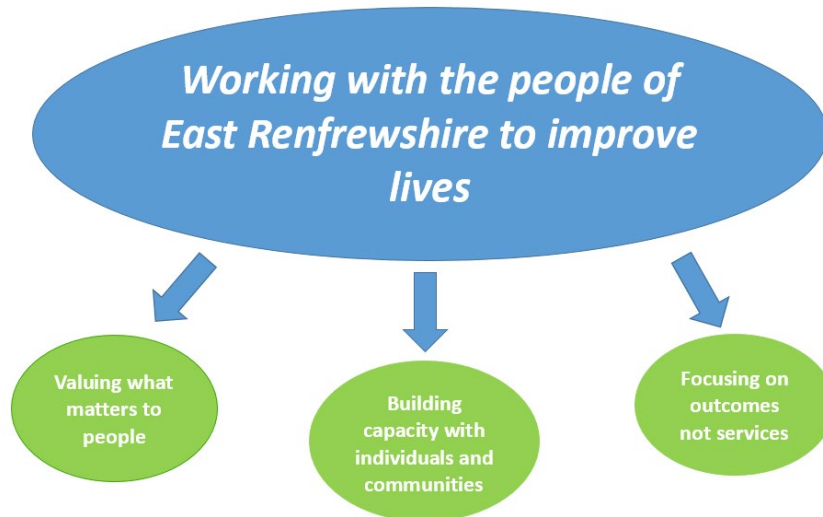 Working with the people of
East Renfrewshire to improve
lives
Valuing what
matters to
people
Building
capacity with
individuals and
communities
Focusing on
outcomes
not services